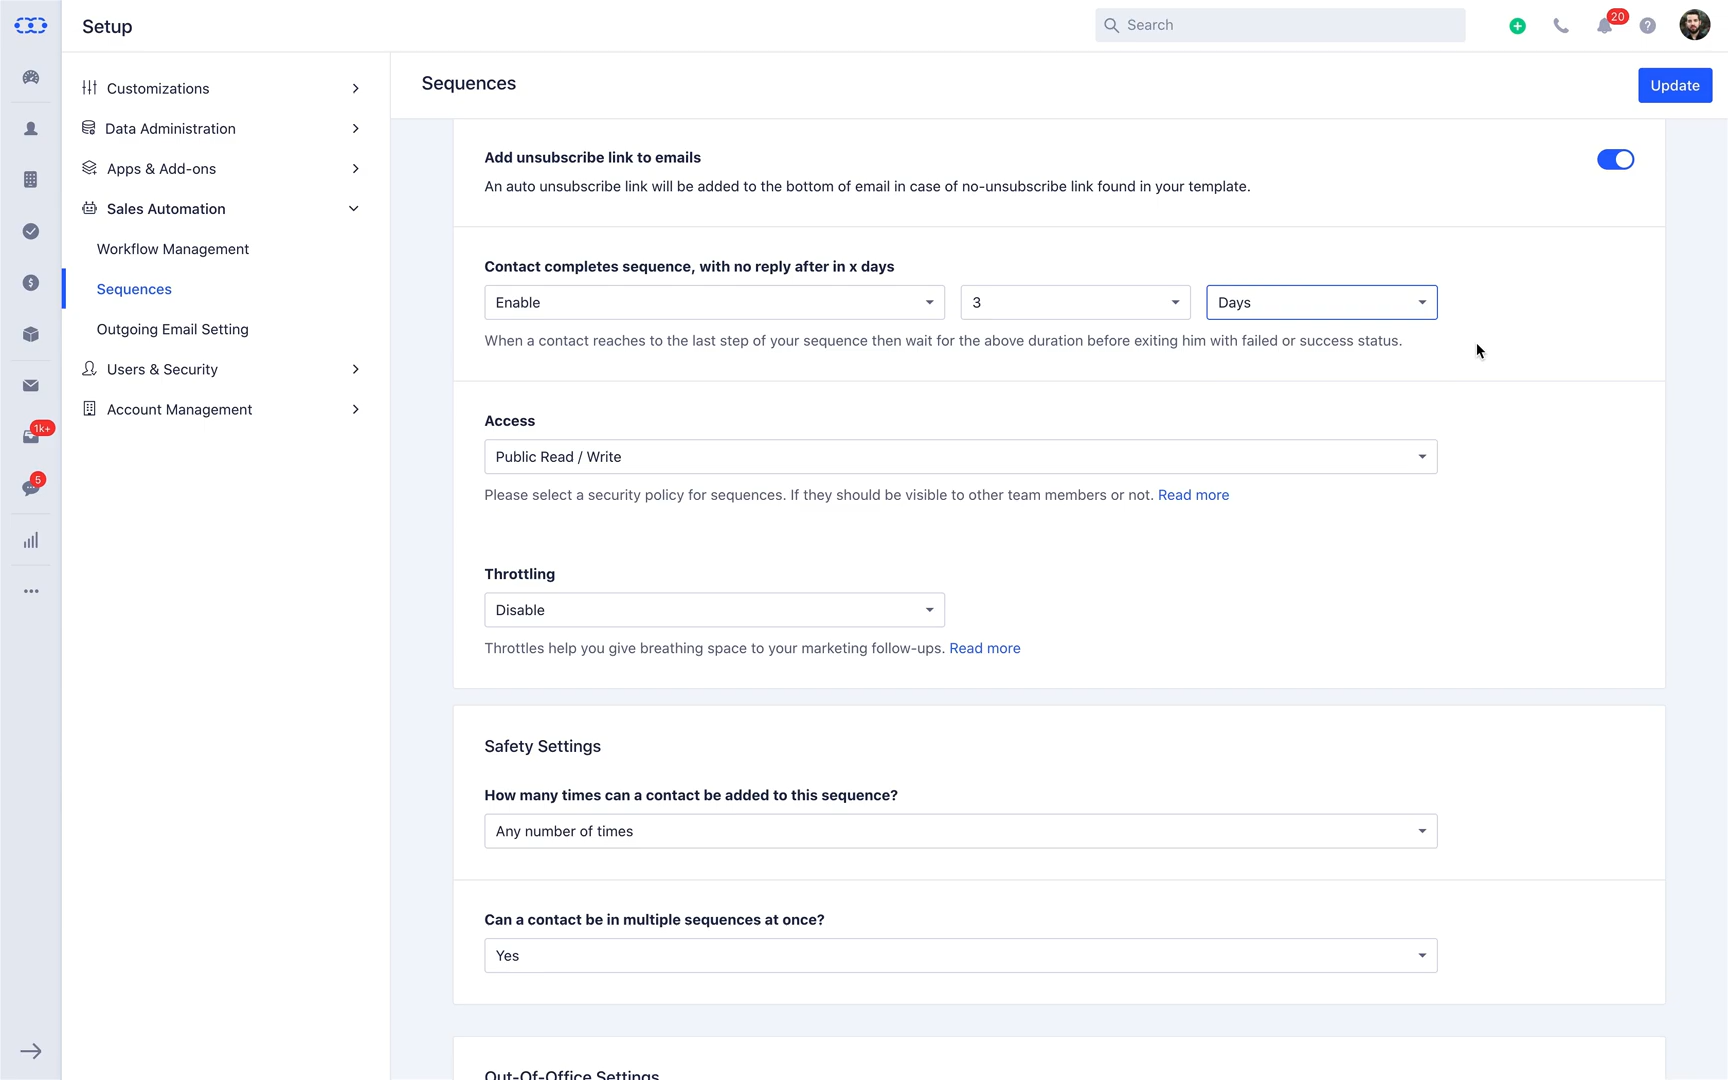 Setup
Search
20
Customizations
Data Administration
Apps & Add-ons
Sales Automation
Workflow Management
Sequences
Outgoing Email Setting
Users & Security
Account Management
1k+
5
Sequences
Update
Add unsubscribe link to emails
An auto unsubscribe link will be added to the bottom of email in case of no-unsubscribe link found in your template.
Contact completes sequence, with no reply after in x days
Enable
3
Days
When a contact reaches to the last step of your sequence then wait for the above duration before exiting him with failed or success status.
Access
Public Read / Write
Please select a security policy for sequences. If they should be visible to other team members or not. Read more
Throttling
Disable
Throttles help you give breathing space to your marketing follow-ups. Read more
Safety Settings
How many times can a contact be added to this sequence?
Any number of times
Can a contact be in multiple sequences at once?
Yes
Out-Of-Office Settings